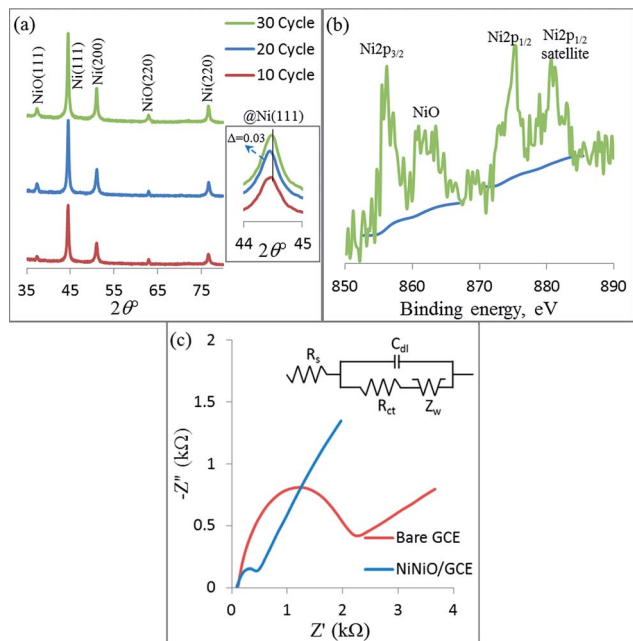 (a)
30 Cycle
20 Cycle
10 Cycle
NiO(111)
Ni(111)
Ni(200)
NiO(220)
Ni(220)
@Ni(111)
Δ=0.03
44 45
2θ°
35 45 55 65 75
2θ°
(b)
Ni2p3/2
NiO
Ni2p1/2
Ni2p1/2
satellite
850 860 870 880 890
Binding energy, eV
(c)
Rs
Cdl
Rct
Zw
2
1.5
1
0.5
0
-Z" (kΩ)
Bare GCE
NiNiO/GCE
0 1 2 3 4
Z' (kΩ)